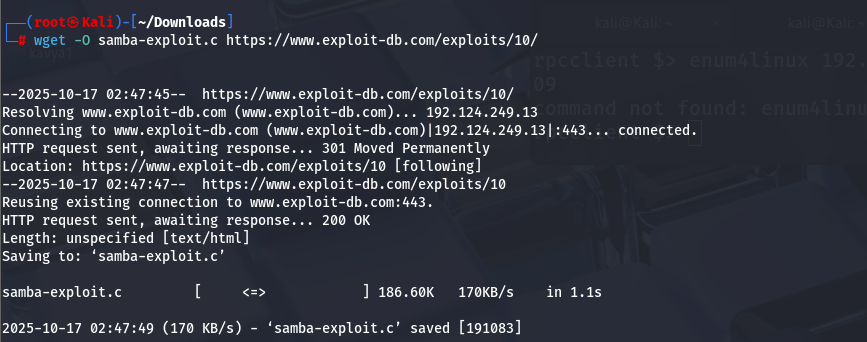 kali@Kali: ~
kali@Kali:
┌──(root㉿Kali)-[~/Downloads]
└─# wget -O samba-exploit.c https://www.exploit-db.com/exploits/10/
rpcclient $> enum4linux 192.
09
command not found: enum4linu
--2025-10-17 02:47:45--  https://www.exploit-db.com/exploits/10/
Resolving www.exploit-db.com (www.exploit-db.com)... 192.124.249.13
Connecting to www.exploit-db.com (www.exploit-db.com)|192.124.249.13|:443... connected.
HTTP request sent, awaiting response... 301 Moved Permanently
Location: https://www.exploit-db.com/exploits/10 [following]
--2025-10-17 02:47:47--  https://www.exploit-db.com/exploits/10
Reusing existing connection to www.exploit-db.com:443.
HTTP request sent, awaiting response... 200 OK
Length: unspecified [text/html]
Saving to: ‘samba-exploit.c’
samba-exploit.c         [     <=>            ] 186.60K   170KB/s    in 1.1s
2025-10-17 02:47:49 (170 KB/s) - ‘samba-exploit.c’ saved [191083]